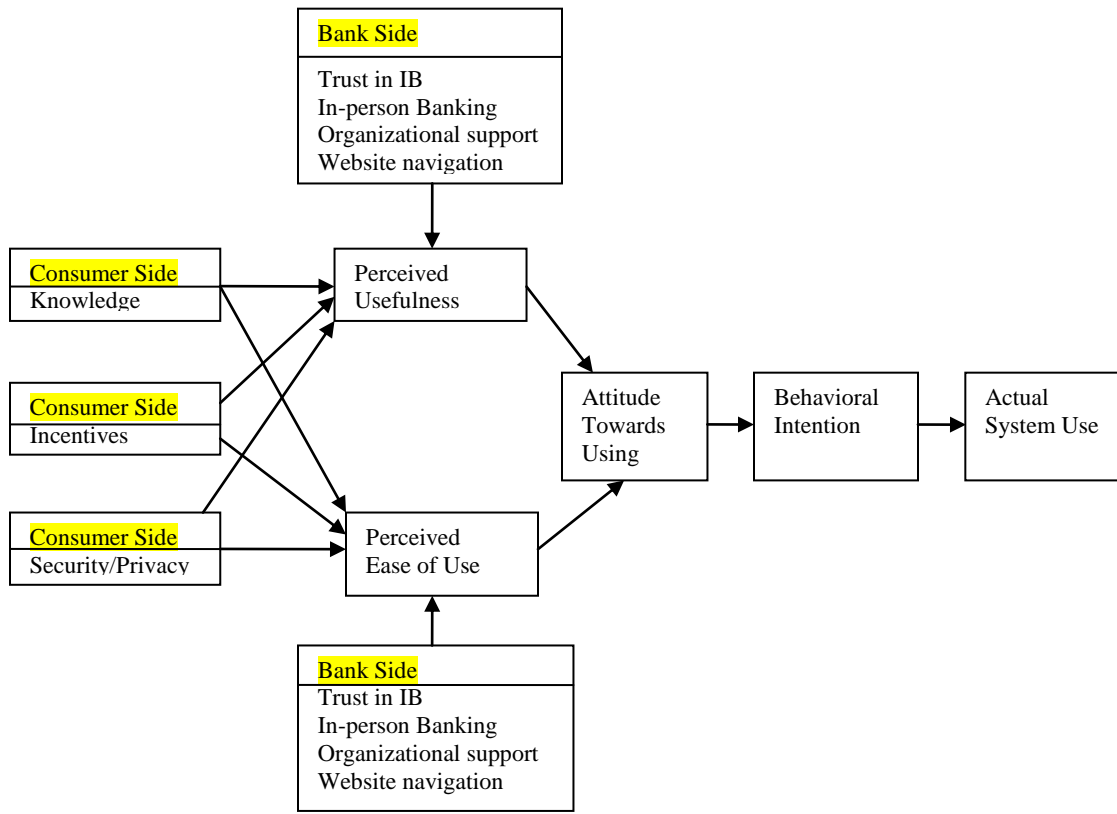 Bank Side
Trust in IB
In-person Banking
Organizational support
Website navigation
Consumer Side
Knowledge
Perceived
Usefulness
Consumer Side
Incentives
Attitude
Towards
Using
Behavioral
Intention
Actual
System Use
Consumer Side
Security/Privacy
Perceived
Ease of Use
Bank Side
Trust in IB
In-person Banking
Organizational support
Website navigation